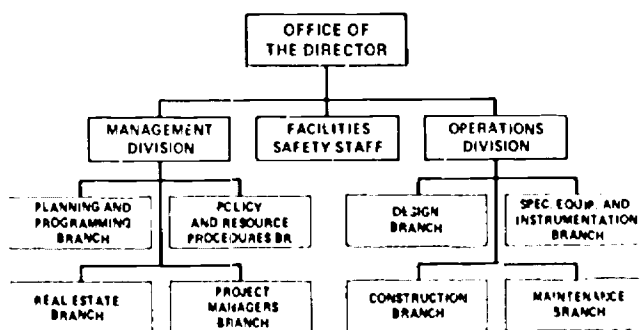 OFFICE OF
THE DIRECTOR
MANAGEMENT
DIVISION
FACILITIES
SAFETY STAFF
OPERATIONS
DIVISION
PLANNING AND
PROGRAMMING
BRANCH
POLICY
AND RESOURCE
PROCEDURES BR
DESIGN
BRANCH
SPEC. EQUIP. AND
INSTRUMENTATION
BRANCH
REAL ESTATE
BRANCH
PROJECT
MANAGERS
BRANCH
CONSTRUCTION
BRANCH
MAINTENANCE
BRANCH